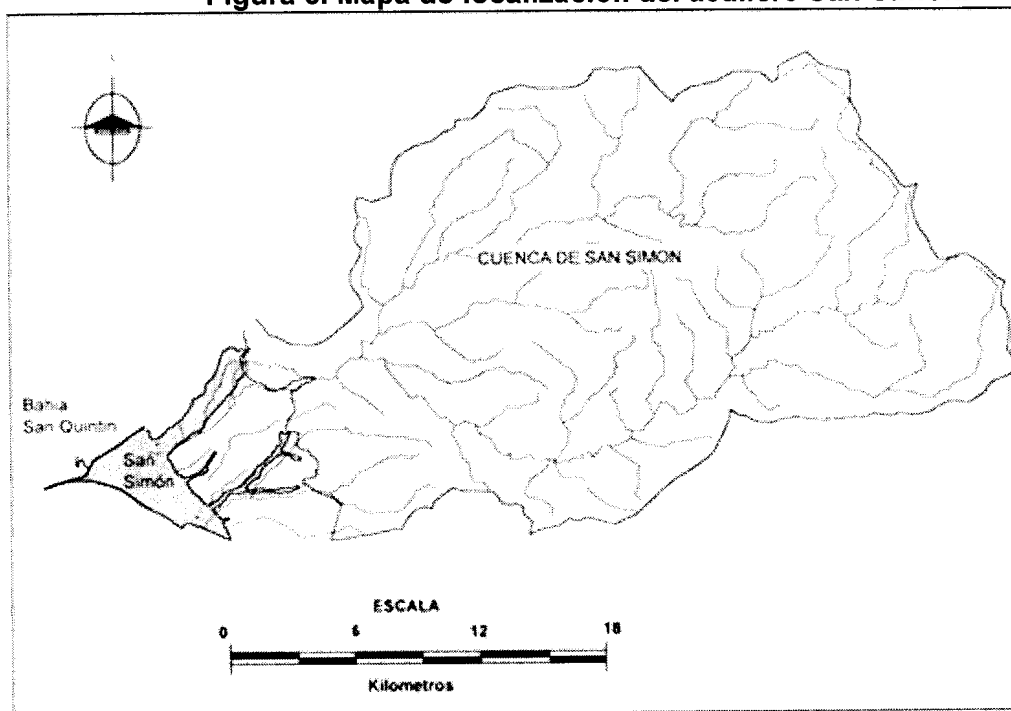 CUENCA DE SAN SIMON
Bahia
San Quintin
San
Simón
ESCALA
0 6 12 18
Kilometros